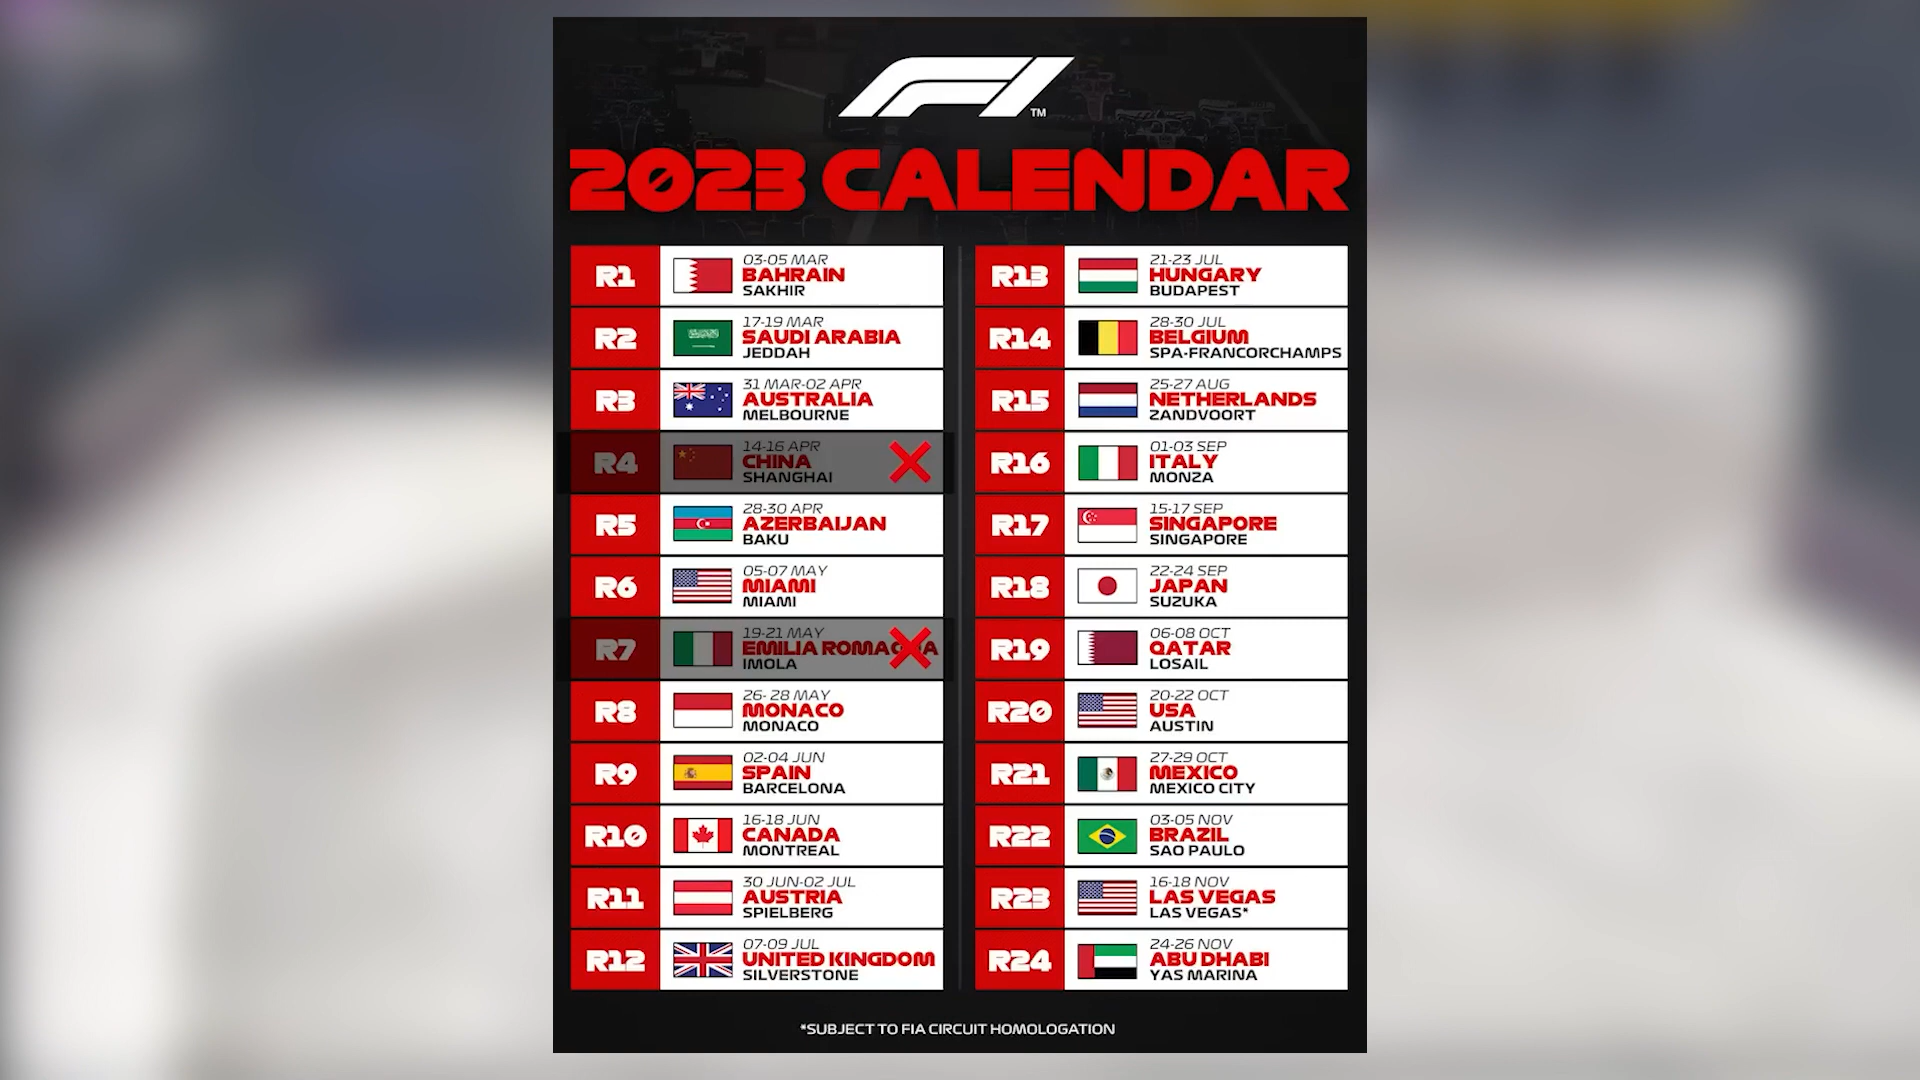 F1 ™
2023 CALENDAR
R1
03-05 MAR
BAHRAIN
SAKHIR
R2
17-19 MAR
SAUDI ARABIA
JEDDAH
R3
31 MAR-02 APR
AUSTRALIA
MELBOURNE
R4
14-16 APR
CHINA
SHANGHAI
R5
28-30 APR
AZERBAIJAN
BAKU
R6
05-07 MAY
MIAMI
MIAMI
R7
19-21 MAY
EMILIA ROMAGNA
IMOLA
R8
26- 28 MAY
MONACO
MONACO
R9
02-04 JUN
SPAIN
BARCELONA
R10
16-18 JUN
CANADA
MONTREAL
R11
30 JUN-02 JUL
AUSTRIA
SPIELBERG
R12
07-09 JUL
UNITED KINGDOM
SILVERSTONE
R13
21-23 JUL
HUNGARY
BUDAPEST
R14
28-30 JUL
BELGIUM
SPA-FRANCORCHAMPS
R15
25-27 AUG
NETHERLANDS
ZANDVOORT
R16
01-03 SEP
ITALY
MONZA
R17
15-17 SEP
SINGAPORE
SINGAPORE
R18
22-24 SEP
JAPAN
SUZUKA
R19
06-08 OCT
QATAR
LOSAIL
R20
20-22 OCT
USA
AUSTIN
R21
27-29 OCT
MEXICO
MEXICO CITY
R22
03-05 NOV
BRAZIL
SAO PAULO
R23
16-18 NOV
LAS VEGAS
LAS VEGAS*
R24
24-26 NOV
ABU DHABI
YAS MARINA
*SUBJECT TO FIA CIRCUIT HOMOLOGATION